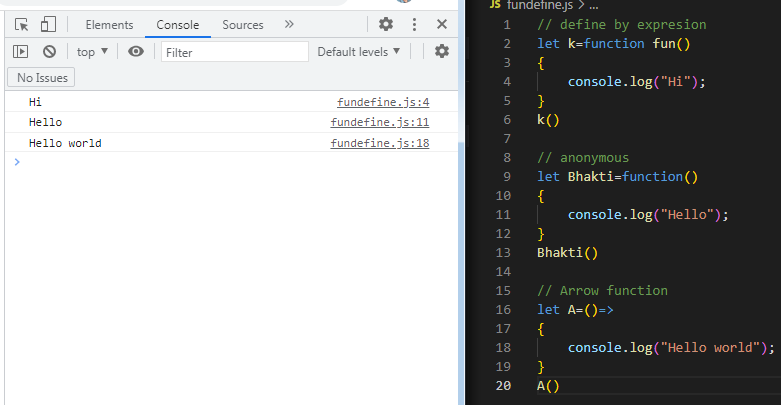 Elements Console Sources »
top ▼ Filter Default levels ▼
No Issues
Hi fundefine.js:4
Hello fundefine.js:11
Hello world fundefine.js:18
>
JS fundefine.js > ...
1 // define by expresion
2 let k=function fun()
3 {
4 console.log("Hi");
5 }
6 k()
7
8 // anonymous
9 let Bhakti=function()
10 {
11 console.log("Hello");
12 }
13 Bhakti()
14
15 // Arrow function
16 let A=()=>
17 {
18 console.log("Hello world");
19 }
20 A()